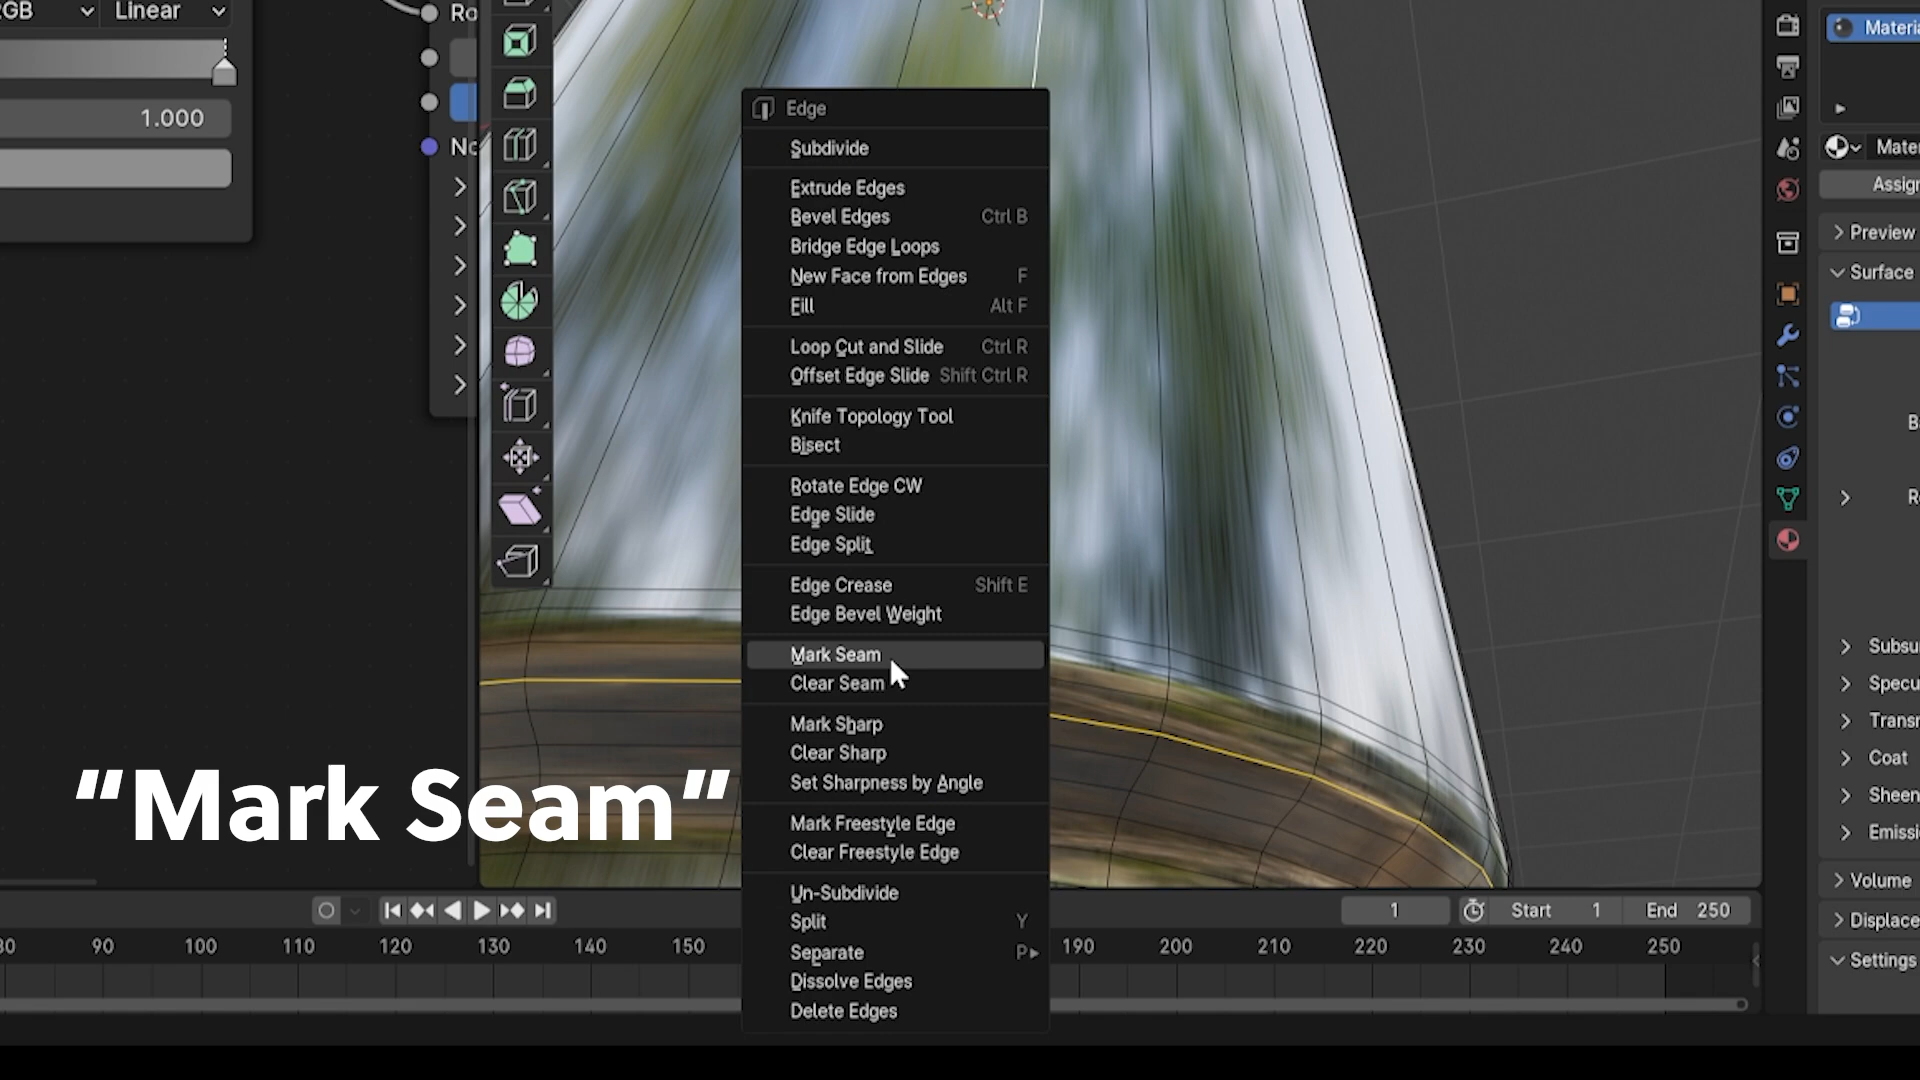 GB
Linear
1.000
Ro
No
Edge
Subdivide
Extrude Edges
Bevel Edges Ctrl B
Bridge Edge Loops
New Face from Edges F
Fill Alt F
Loop Cut and Slide Ctrl R
Offset Edge Slide Shift Ctrl R
Knife Topology Tool
Bisect
Rotate Edge CW
Edge Slide
Edge Split
Edge Crease Shift E
Edge Bevel Weight
Mark Seam
Clear Seam
Mark Sharp
Clear Sharp
Set Sharpness by Angle
Mark Freestyle Edge
Clear Freestyle Edge
Un-Subdivide
Split Y
Separate P
Dissolve Edges
Delete Edges
“Mark Seam”
Materia
Mater
Assign
Preview
Surface
B
R
Subsu
Specu
Transn
Coat
Sheen
Emissi
Volume
Displace
Settings
1 Start 1 End 250
80 90 100 110 120 130 140 150 190 200 210 220 230 240 250